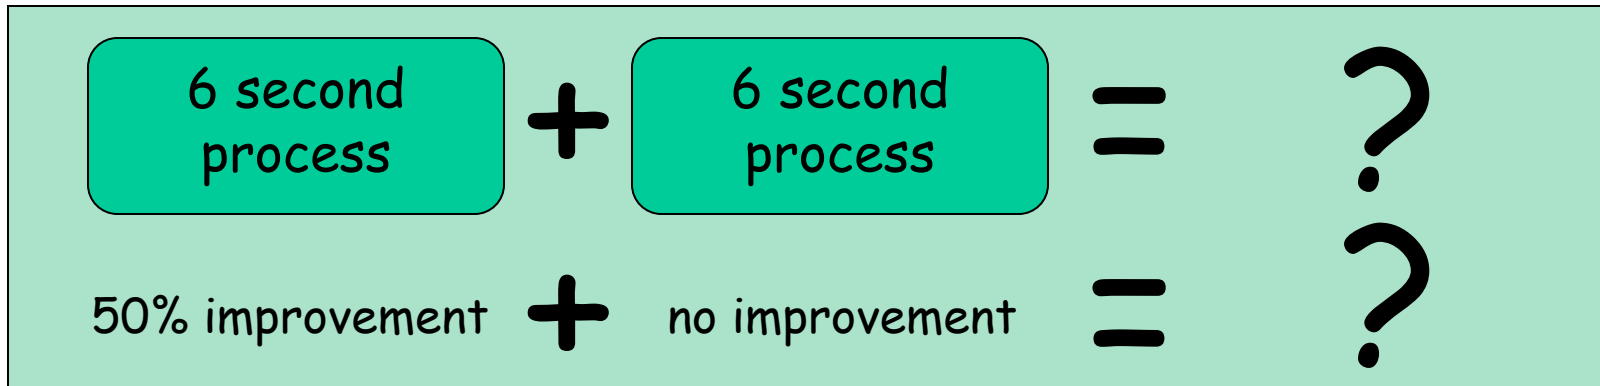 6 second + 6 second = ?
process process
50% improvement + no improvement = ?